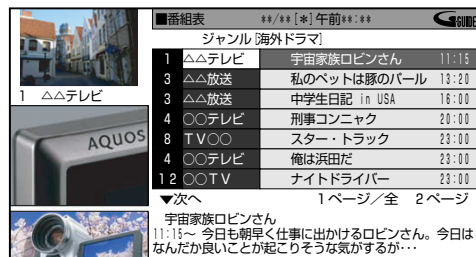 ■番組表 **/**[*]午前**:** GGUIDE
ジャンル [海外ドラマ]
1 △△テレビ 宇宙家族ロビンさん 11:15
3 △△放送 私のペットは豚のバール 13:20
3 △△放送 中学生日記 in USA 16:00
4 ○○テレビ 刑事コンニャク 20:00
8 TV○○ スター・トラック 23:00
4 ○○テレビ 俺は浜田だ 23:00
12 ○○TV ナイトドライバー 23:00
▼次へ 1ページ/全 2ページ
1 △△テレビ
AQUOS
宇宙家族ロビンさん
11:15~ 今日も朝早く仕事に出かけるロビンさん。今日は
なんだか良いことが起こりそうな気がするが･･･